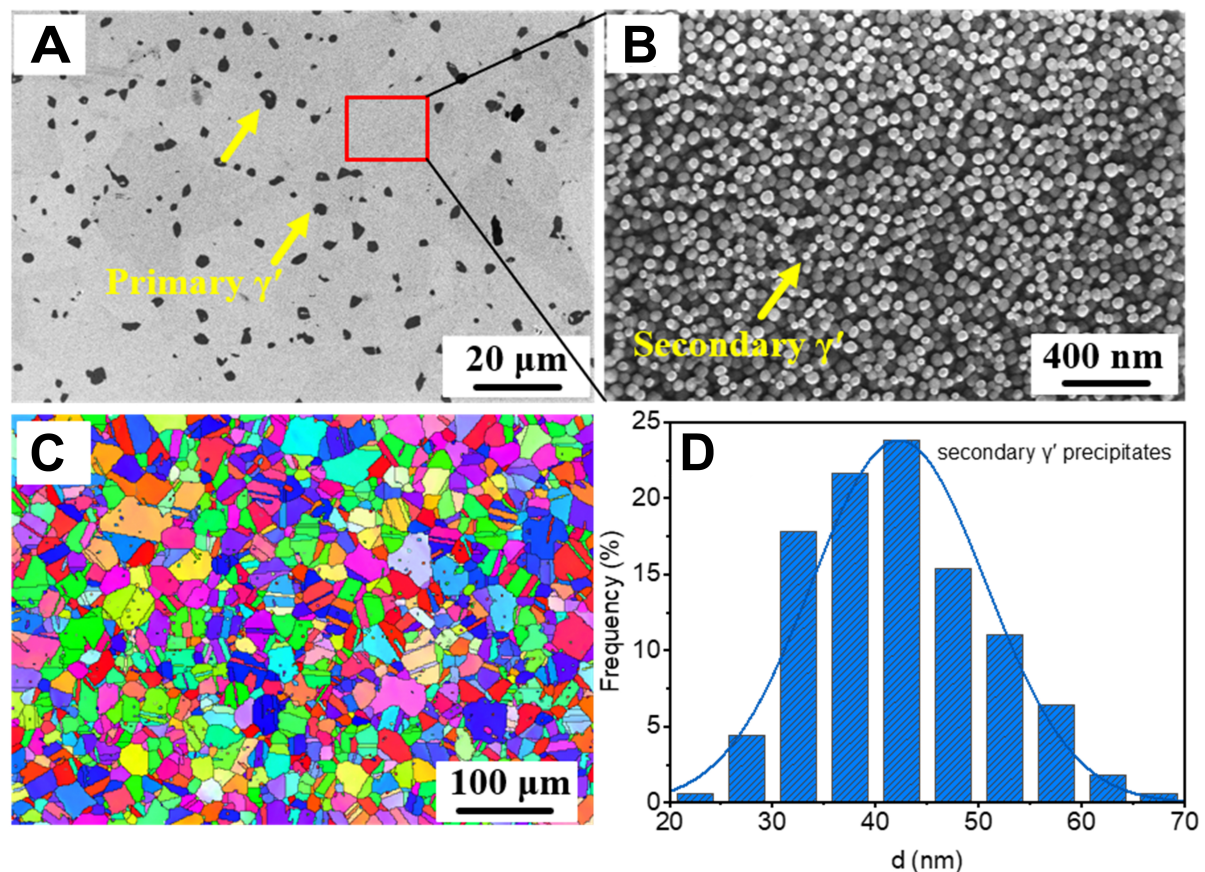 A
Primary γ′
20 μm
B
Secondary γ′
400 nm
C
100 μm
D
secondary γ′ precipitates
Frequency (%)
25
20
15
10
5
0
20 30 40 50 60 70
d (nm)